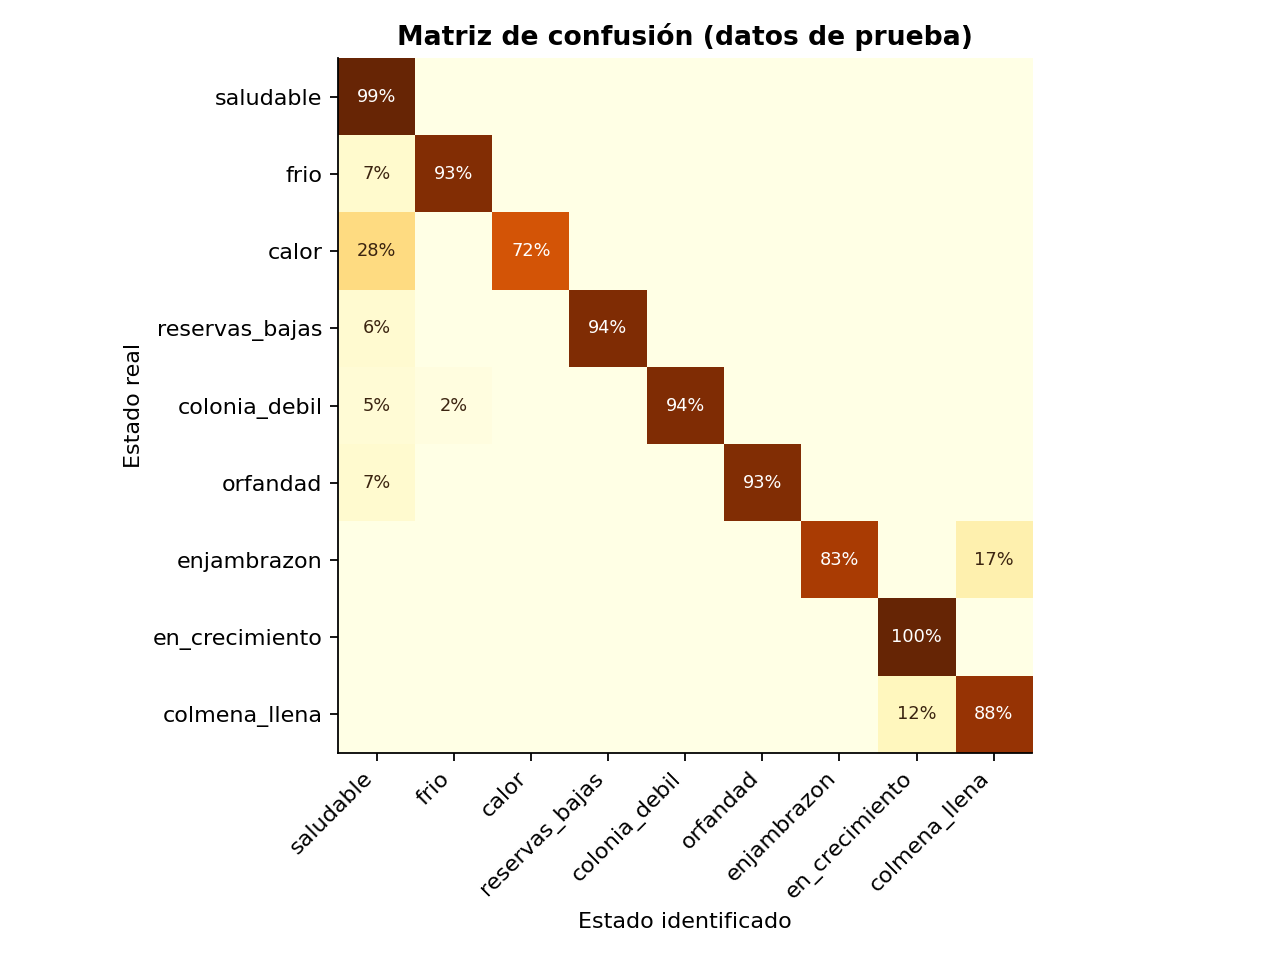 Matriz de confusión (datos de prueba)
saludable 99%
frio 7% 93%
calor 28% 72%
reservas_bajas 6% 94%
colonia_debil 5% 2% 94%
orfandad 7% 93%
enjambrazon 83% 17%
en_crecimiento 100%
colmena_llena 12% 88%
Estado real
saludable
frio
calor
reservas_bajas
colonia_debil
orfandad
enjambrazon
en_crecimiento
colmena_llena
Estado identificado